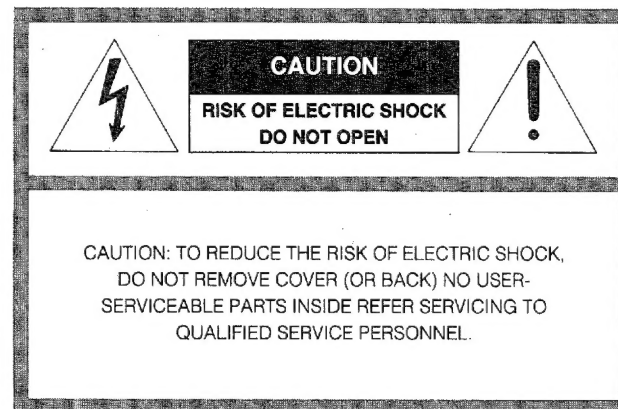 CAUTION
RISK OF ELECTRIC SHOCK
DO NOT OPEN
CAUTION: TO REDUCE THE RISK OF ELECTRIC SHOCK,
DO NOT REMOVE COVER (OR BACK) NO USER-
SERVICEABLE PARTS INSIDE REFER SERVICING TO
QUALIFIED SERVICE PERSONNEL.